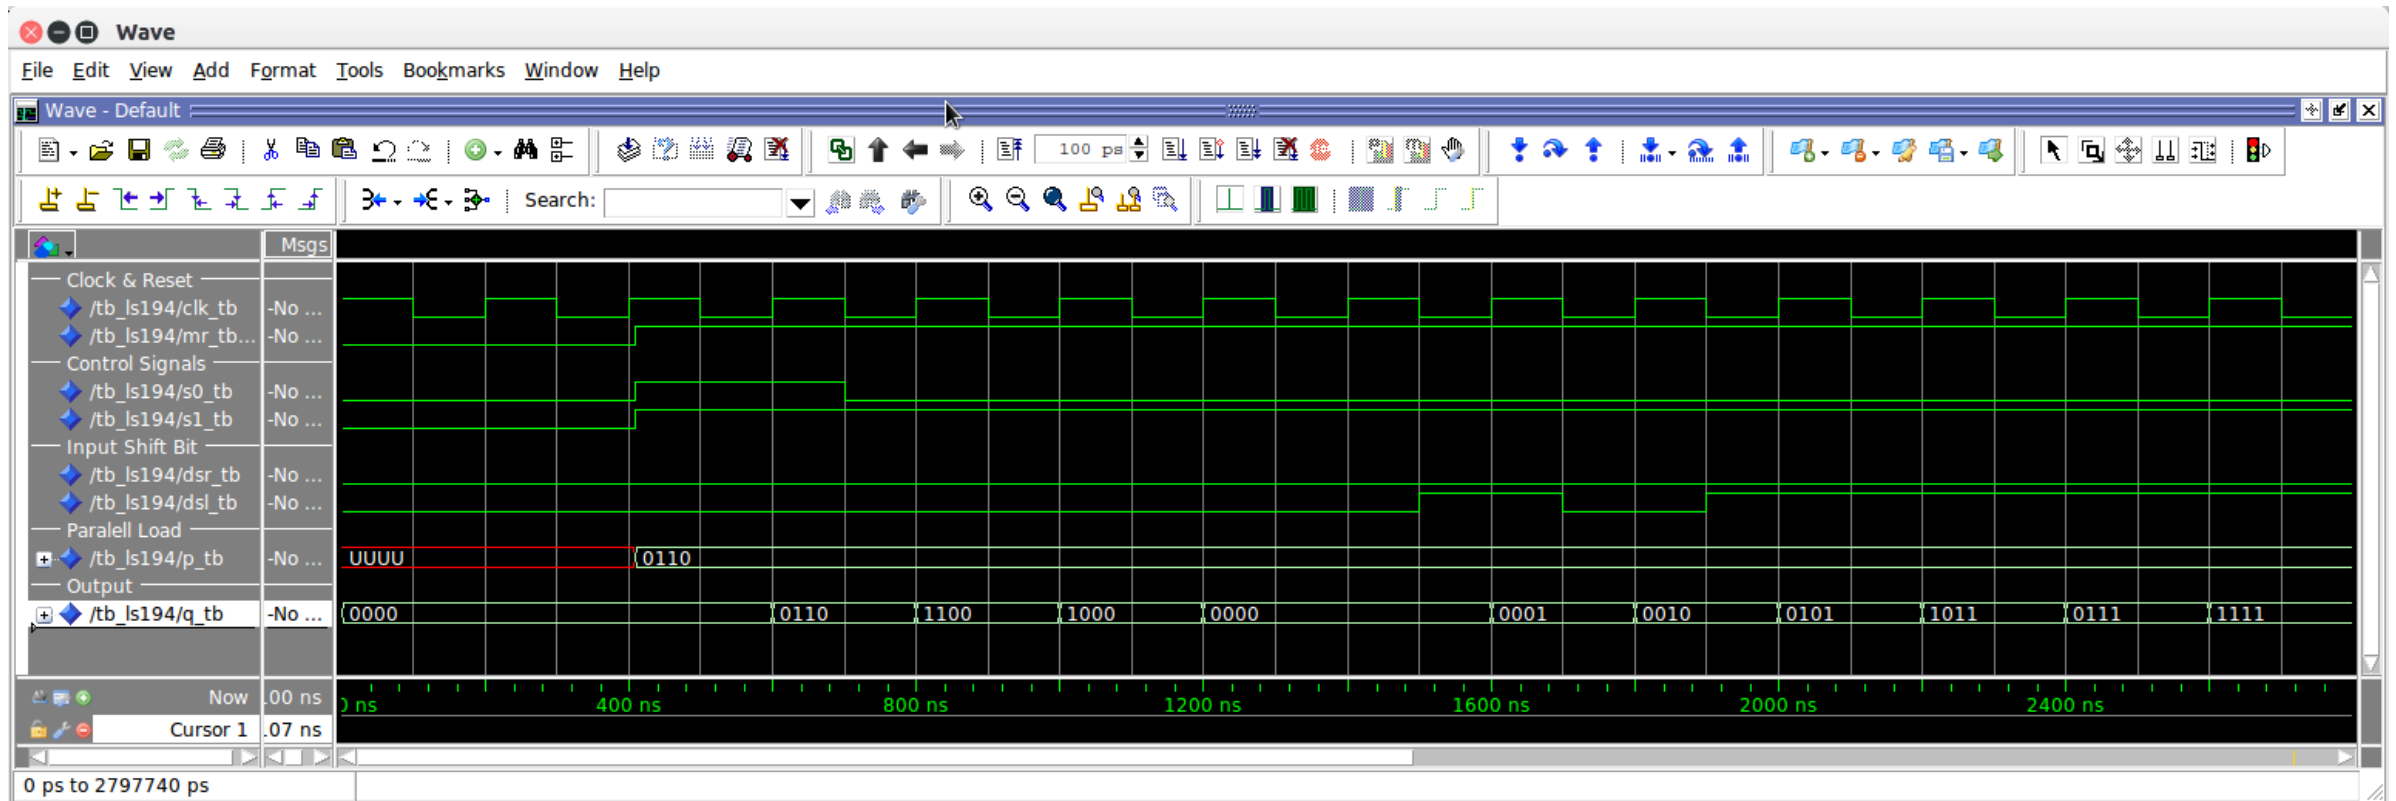 Wave
File Edit View Add Format Tools Bookmarks Window Help
Wave - Default
100 ps
Search:
Msgs
Clock & Reset
/tb_ls194/clk_tb -No ...
/tb_ls194/mr_tb... -No ...
Control Signals
/tb_ls194/s0_tb -No ...
/tb_ls194/s1_tb -No ...
Input Shift Bit
/tb_ls194/dsr_tb -No ...
/tb_ls194/dsl_tb -No ...
Paralell Load
/tb_ls194/p_tb -No ... UUUU 0110
Output
/tb_ls194/q_tb -No ... 0000 0110 1100 1000 0000 0001 0010 0101 1011 0111 1111
Now .00 ns 0 ns 400 ns 800 ns 1200 ns 1600 ns 2000 ns 2400 ns
Cursor 1 .07 ns
0 ps to 2797740 ps